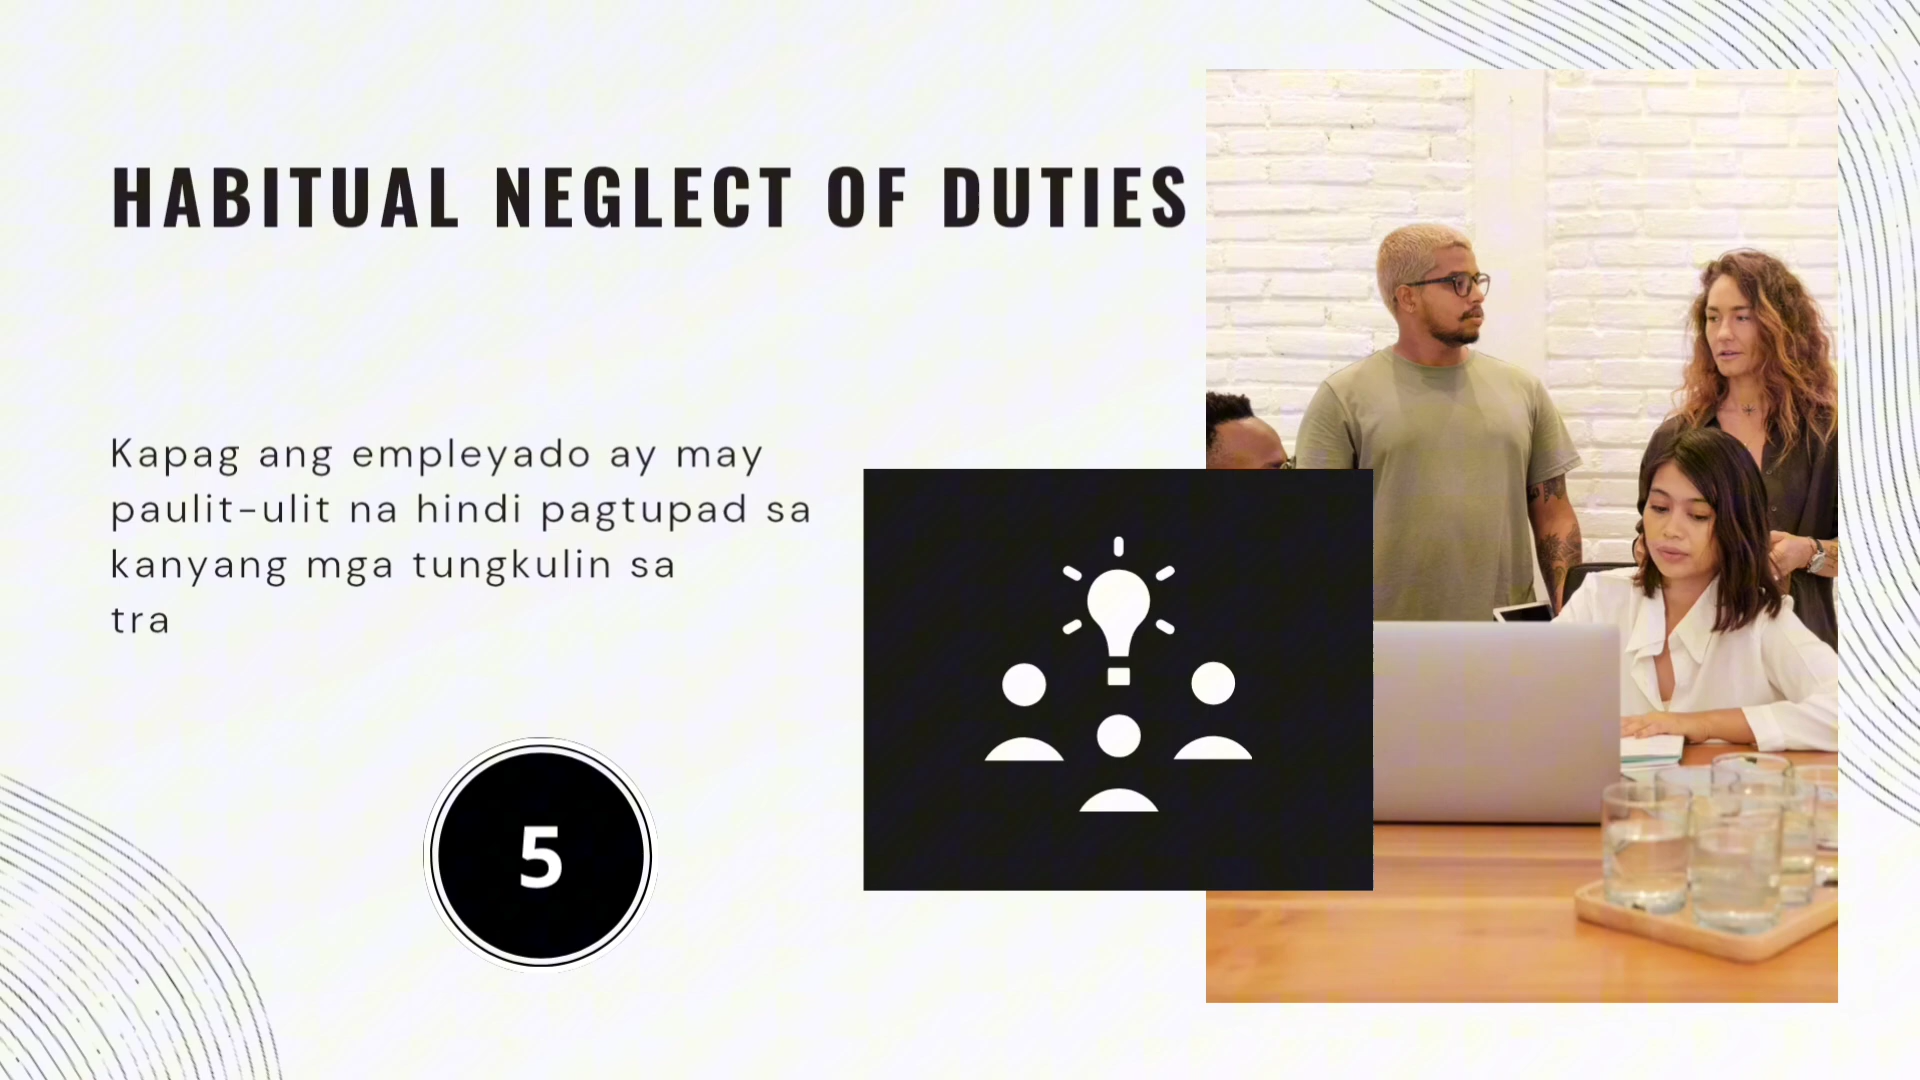 HABITUAL NEGLECT OF DUTIES
Kapag ang empleyado ay may
paulit-ulit na hindi pagtupad sa
kanyang mga tungkulin sa
tra
5